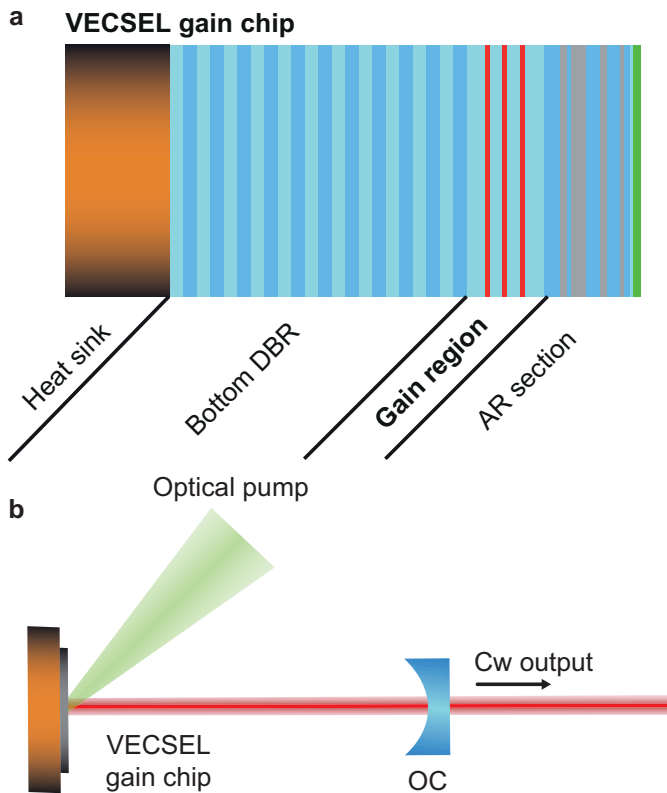 a
VECSEL gain chip
Heat sink
Bottom DBR
Gain region
AR section
b
Optical pump
Cw output
VECSEL
gain chip
OC